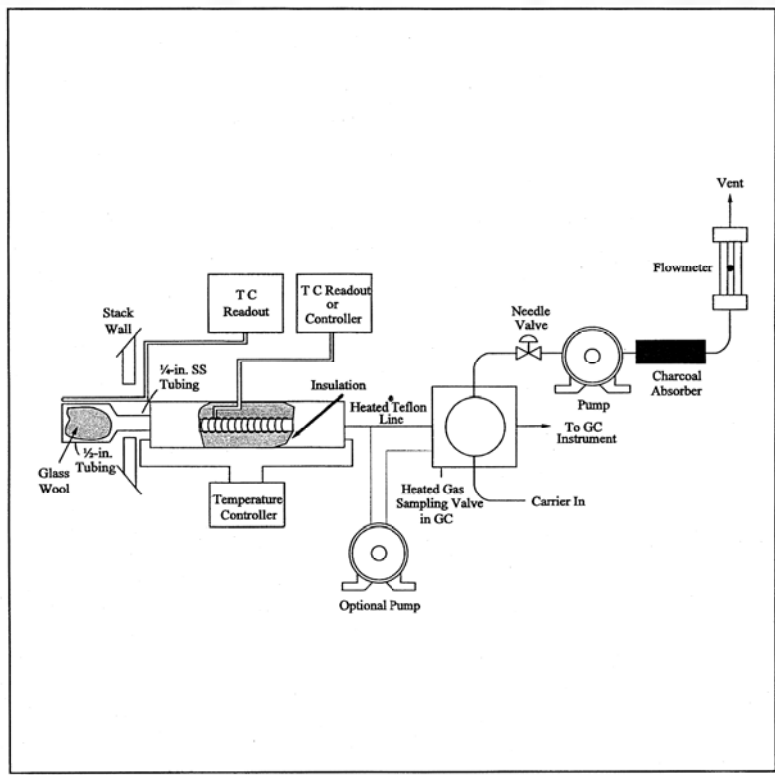 Vent
Flowmeter
T C
Readout
T C Readout
or
Controller
Needle
Valve
Stack
Wall
¼-in. SS
Tubing
Insulation
Heated Teflon
Line
Pump
Charcoal
Absorber
To GC
Instrument
Glass
Wool
½-in.
Tubing
Temperature
Controller
Heated Gas
Sampling Valve
in GC
Carrier In
Optional Pump